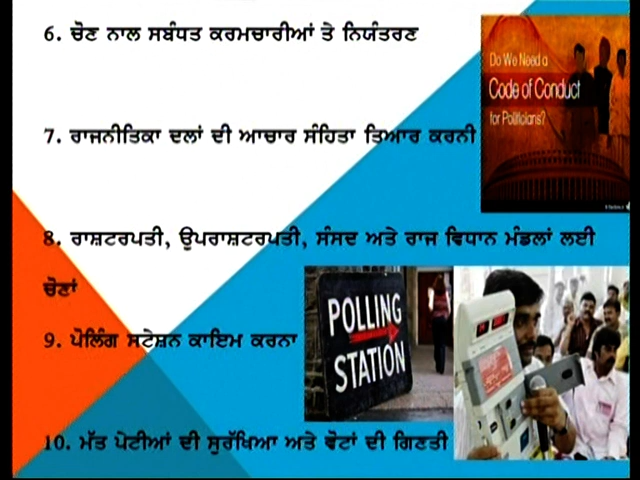 6. ਚੋਣ ਨਾਲ ਸਬੰਧਤ ਕਰਮਚਾਰੀਆਂ ਤੇ ਨਿਯੰਤਰਣ
Do We Need a
Code of Conduct
for Politicians?
7. ਰਾਜਨੀਤਿਕਾ ਦਲਾਂ ਦੀ ਆਚਾਰ ਸੰਹਿਤਾ ਤਿਆਰ ਕਰਨੀ
8. ਰਾਸ਼ਟਰਪਤੀ, ਉਪਰਾਸ਼ਟਰਪਤੀ, ਸੰਸਦ ਅਤੇ ਰਾਜ ਵਿਧਾਨ ਮੰਡਲਾਂ ਲਈ
ਚੋਣਾਂ
9. ਪੋਲਿੰਗ ਸਟੇਸ਼ਨ ਕਾਇਮ ਕਰਨਾ
POLLING
STATION
10. ਮੱਤ ਪੇਟੀਆਂ ਦੀ ਸੁਰੱਖਿਆ ਅਤੇ ਵੋਟਾਂ ਦੀ ਗਿਣਤੀ